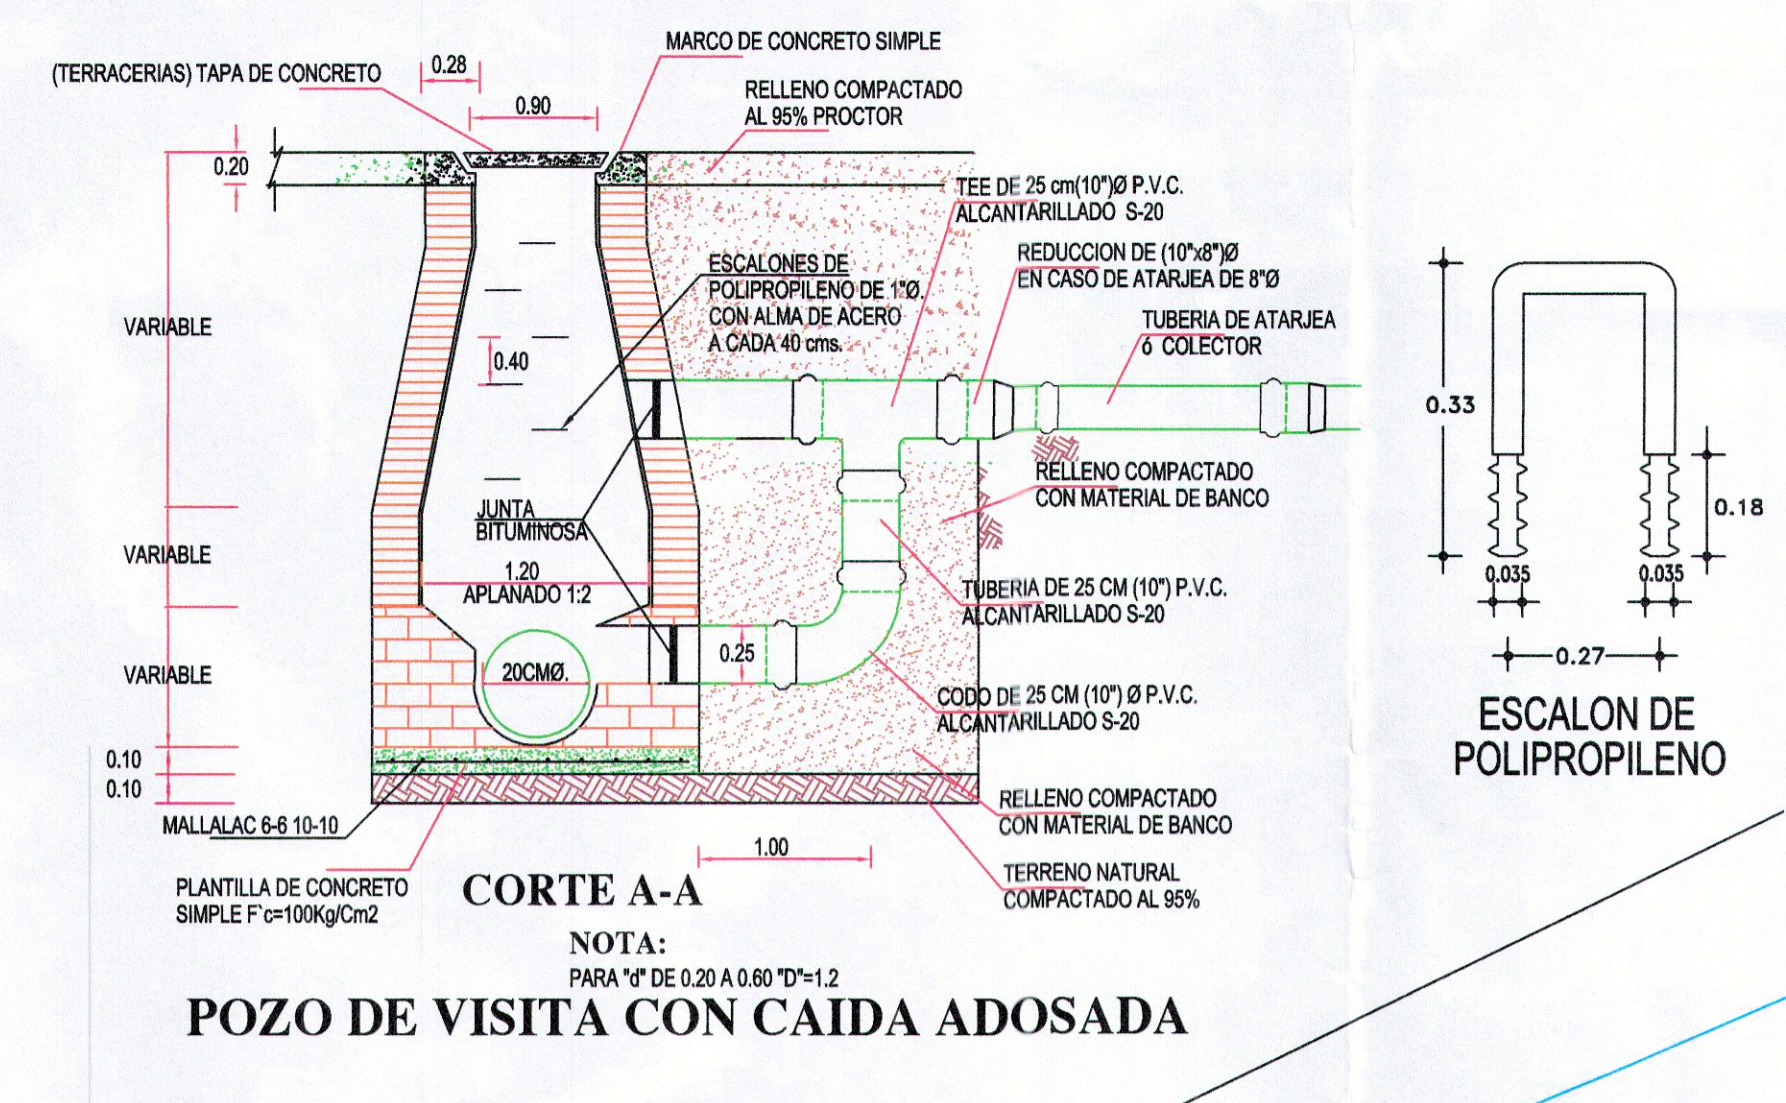 MARCO DE CONCRETO SIMPLE
(TERRACERIAS) TAPA DE CONCRETO
0.28
0.90
RELLENO COMPACTADO
AL 95% PROCTOR
0.20
TEE DE 25 cm(10")Ø P.V.C.
ALCANTARILLADO S-20
REDUCCION DE (10"x8")Ø
EN CASO DE ATARJEA DE 8"Ø
ESCALONES DE
POLIPROPILENO DE 1"Ø.
CON ALMA DE ACERO
A CADA 40 cms.
TUBERIA DE ATARJEA
ó COLECTOR
VARIABLE
0.40
RELLENO COMPACTADO
CON MATERIAL DE BANCO
JUNTA
BITUMINOSA
VARIABLE
1.20
APLANADO 1:2
TUBERIA DE 25 CM (10") P.V.C.
ALCANTARILLADO S-20
0.25
20CMØ.
VARIABLE
CODO DE 25 CM (10") Ø P.V.C.
ALCANTARILLADO S-20
0.10
0.10
MALLALAC 6-6 10-10
RELLENO COMPACTADO
CON MATERIAL DE BANCO
1.00
TERRENO NATURAL
COMPACTADO AL 95%
PLANTILLA DE CONCRETO
SIMPLE F`c=100Kg/Cm2
CORTE A-A
NOTA:
PARA "d" DE 0.20 A 0.60 "D"=1.2
POZO DE VISITA CON CAIDA ADOSADA
0.33
0.18
0.035
0.035
0.27
ESCALON DE
POLIPROPILENO